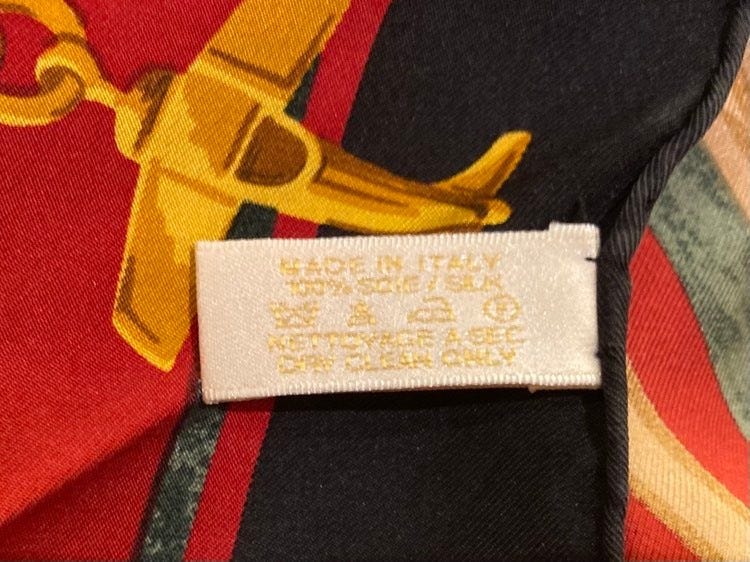 MADE IN ITALY
100% SOIE / SILK
NETTOYAGE A SEC
DRY CLEAN ONLY